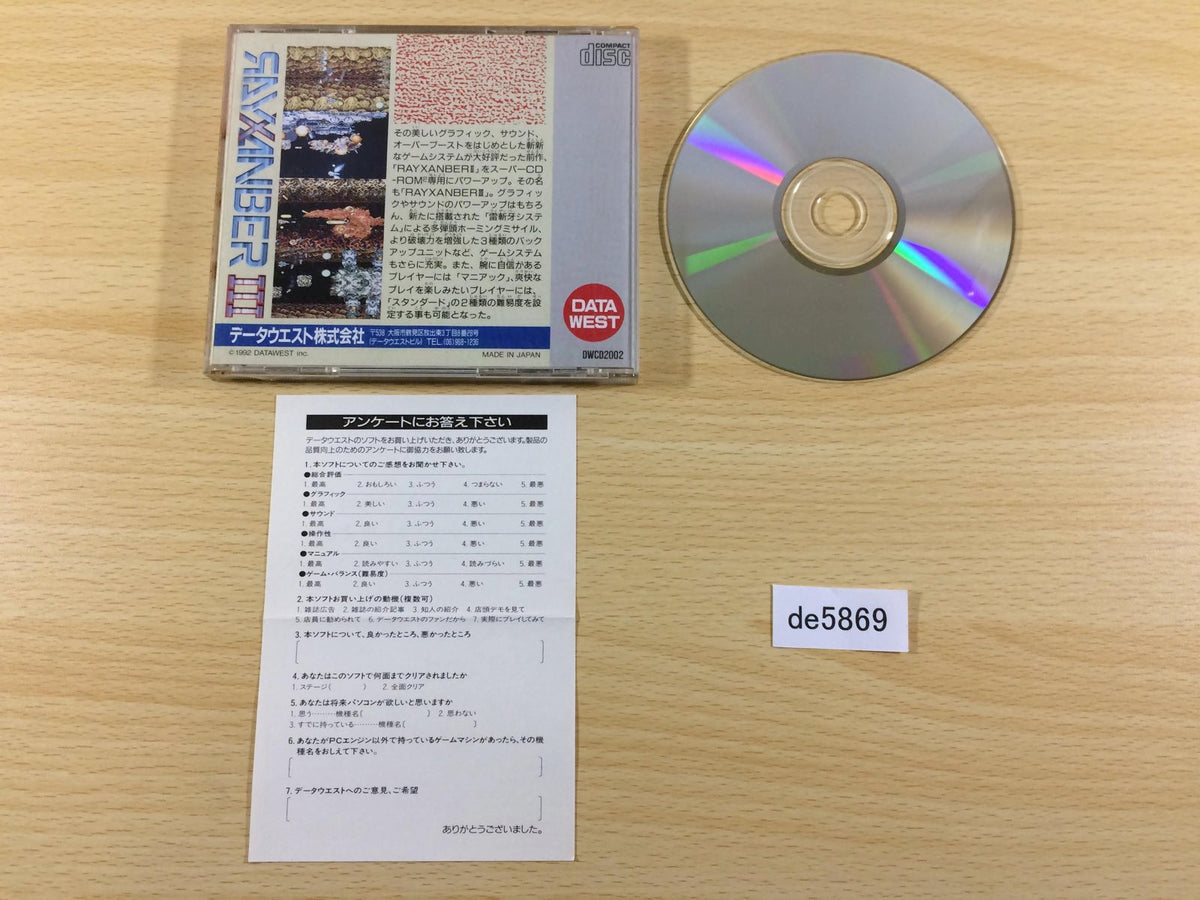 RAYXANBER III
COMPACT
disc
その美しいグラフィック、サウンド、
オーバーブーストをはじめとした斬新
なゲームシステムが大好評だった前作、
「RAYXANBERⅡ」をスーパーCD
-ROM²専用にパワーアップ。その名
も「RAYXANBERⅢ」。グラフィッ
クやサウンドのパワーアップはもちろ
ん、新たに搭載された「雷斬牙システ
ム」による多弾頭ホーミングミサイル、
より破壊力を増強した3種類のバック
アップユニットなど、ゲームシステム
もさらに充実。また、腕に自信がある
プレイヤーには「マニアック」、爽快な
プレイを楽しみたいプレイヤーには、
「スタンダード」の2種類の難易度を設
定する事も可能となった。
DATA
WEST
データウエスト株式会社
〒538 大阪市鶴見区放出東3丁目8番29号
(データウエストビル) TEL.(06)968-1236
©1992 DATAWEST inc.
MADE IN JAPAN
DWCD2002
アンケートにお答え下さい
データウエストのソフトをお買い上げいただき、ありがとうございます。製品の
品質向上のためのアンケートに御協力をお願い致します。
1. 本ソフトについてのご感想をお聞かせ下さい。
●総合評価
1. 最高 2. おもしろい 3. ふつう 4. つまらない 5. 最悪
●グラフィック
1. 最高 2. 美しい 3. ふつう 4. 悪い 5. 最悪
●サウンド
1. 最高 2. 良い 3. ふつう 4. 悪い 5. 最悪
●操作性
1. 最高 2. 良い 3. ふつう 4. 悪い 5. 最悪
●マニュアル
1. 最高 2. 読みやすい 3. ふつう 4. 読みづらい 5. 最悪
●ゲーム・バランス(難易度)
1. 最高 2. 良い 3. ふつう 4. 悪い 5. 最悪
2. 本ソフトお買い上げの動機(複数可)
1. 雑誌広告 2. 雑誌の紹介記事 3. 知人の紹介 4. 店頭デモを見て
5. 店員に勧められて 6. データウエストのファンだから 7. 実際にプレイしてみて
3. 本ソフトについて、良かったところ、悪かったところ
4. あなたはこのソフトで何面までクリアされましたか
1. ステージ( ) 2. 全面クリア
5. あなたは将来パソコンが欲しいと思いますか
1. 思う………機種名( ) 2. 思わない
3. すでに持っている………機種名( )
6. あなたがPCエンジン以外で持っているゲームマシンがあったら、その機
種名をおしえて下さい。
7. データウエストへのご意見、ご希望
ありがとうございました。
de5869